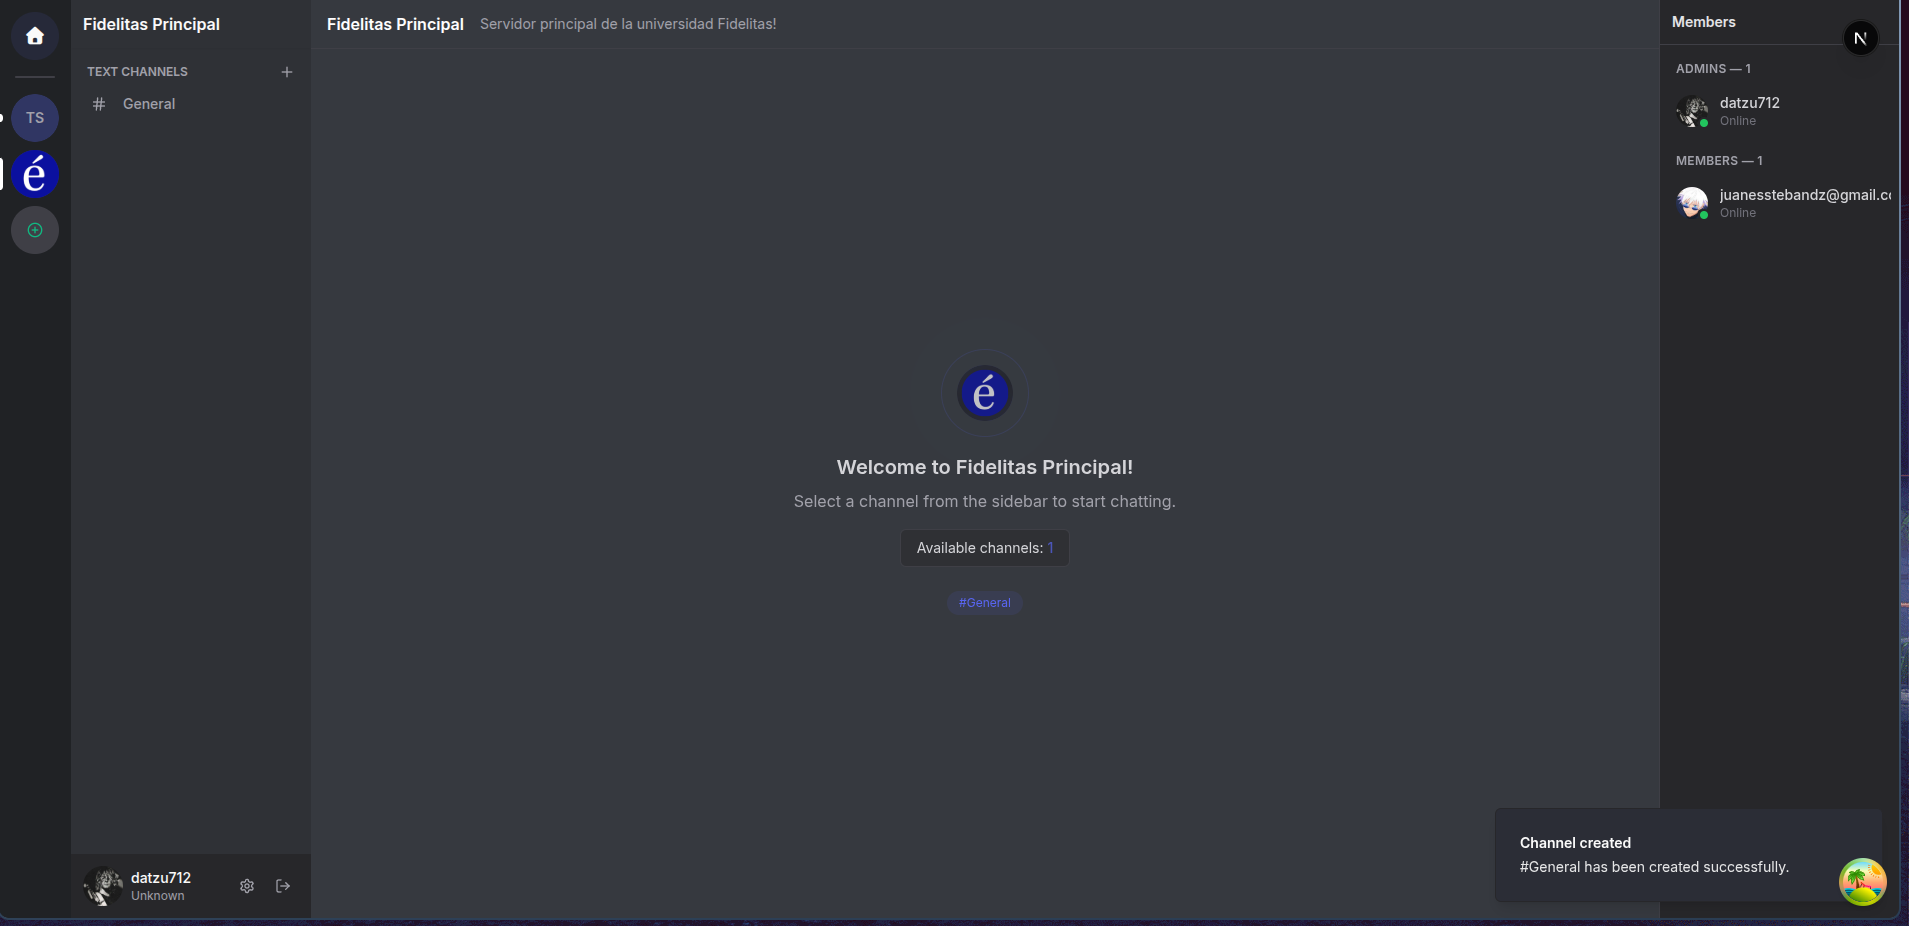 Fidelitas Principal
TEXT CHANNELS
General
TS
é
datzu712
Unknown
Fidelitas Principal Servidor principal de la universidad Fidelitas!
é
Welcome to Fidelitas Principal!
Select a channel from the sidebar to start chatting.
Available channels: 1
#General
Members
N
ADMINS — 1
datzu712
Online
MEMBERS — 1
juanesstebandz@gmail.c
Online
Channel created
#General has been created successfully.